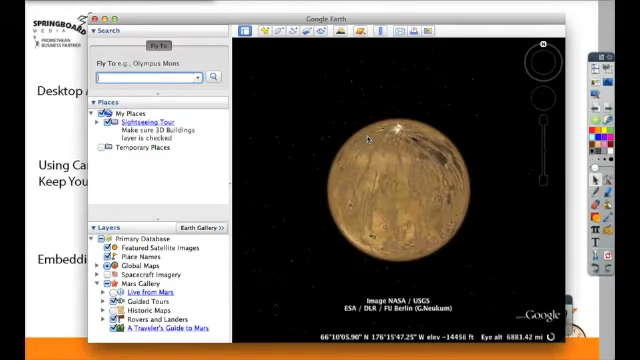 SPRINGBOARD
MEDIA
PROMETHEAN
BUSINESS PARTNER
Desktop
Using Ca
Keep You
Embeddi
Google Earth
Search
Fly To
Fly To e.g., Olympus Mons
Places
My Places
Sightseeing Tour
Make sure 3D Buildings
layer is checked
Temporary Places
Layers
Earth Gallery >>
Primary Database
Featured Satellite Images
Place Names
Global Maps
Spacecraft Imagery
Mars Gallery
Live from Mars
Guided Tours
Historic Maps
Rovers and Landers
A Traveler's Guide to Mars
N
Image NASA / USGS
ESA / DLR / FU Berlin (G.Neukum)
Google
66°10'05.90" N 176°15'47.25" W elev -14456 ft Eye alt 6883.42 mi
T